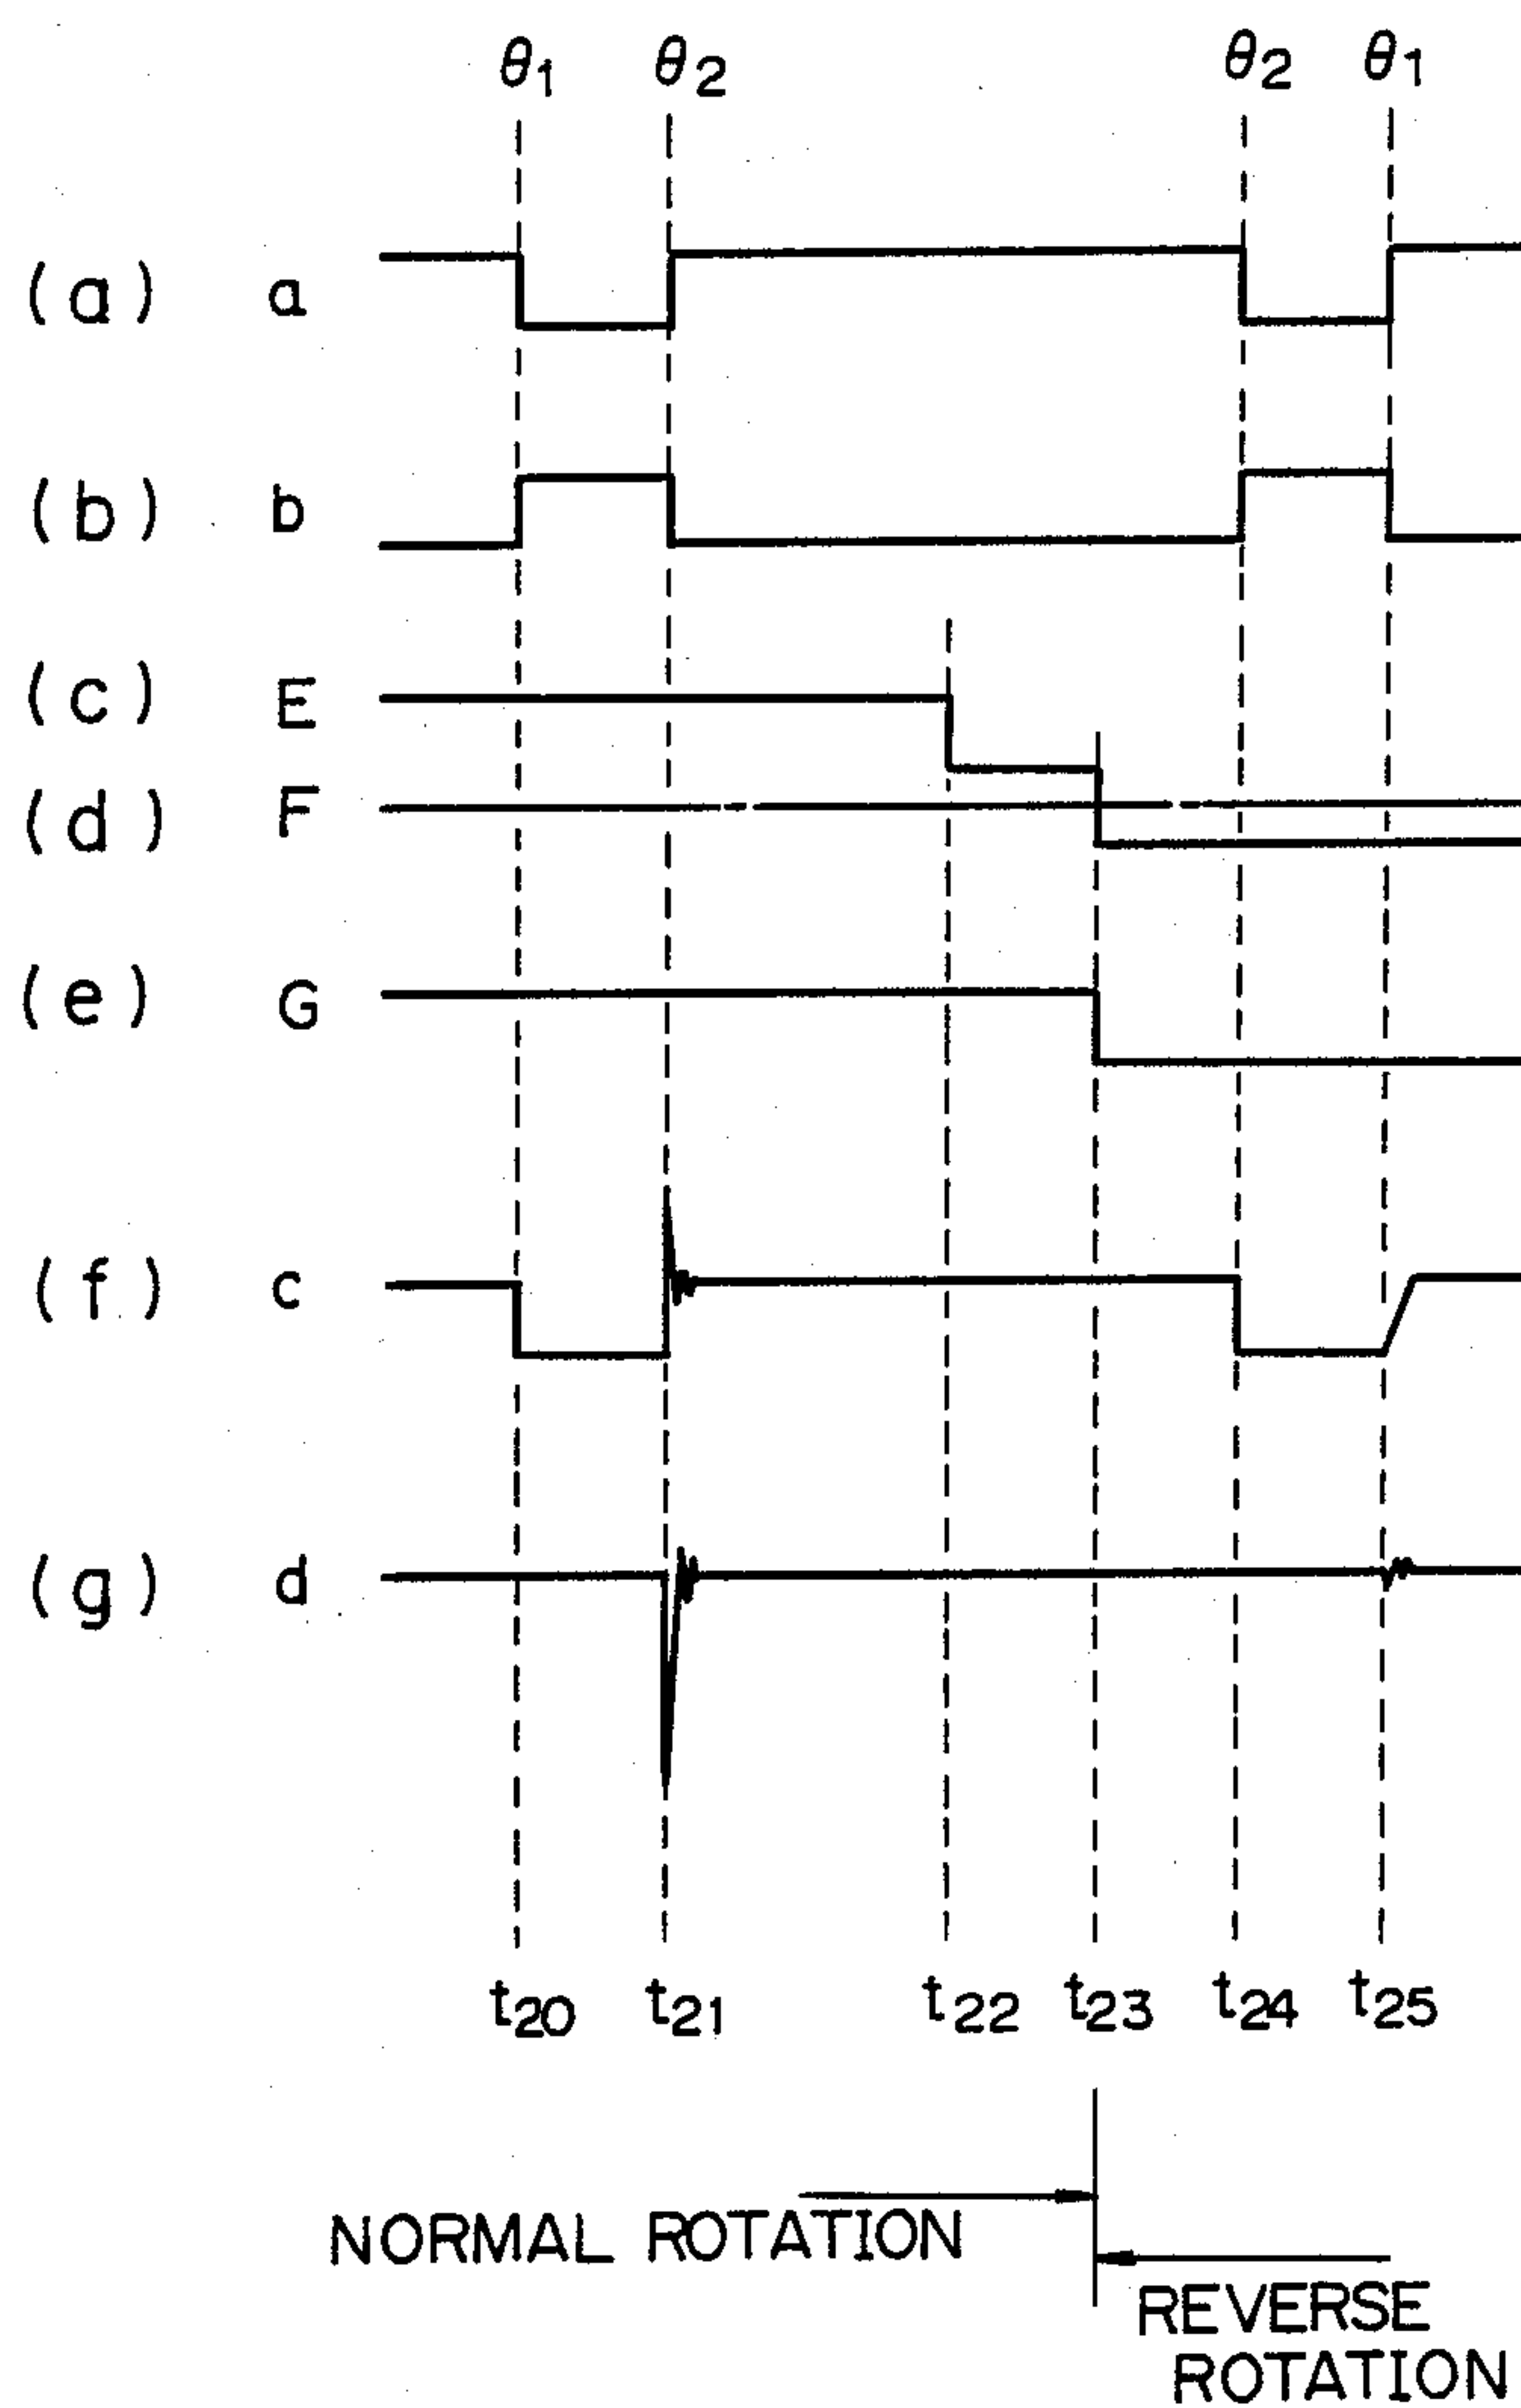 θ1 θ2 θ2 θ1
(a) a
(b) b
(c) E
(d) F
(e) G
(f) c
(g) d
t20 t21 t22 t23 t24 t25
NORMAL ROTATION
REVERSE
ROTATION